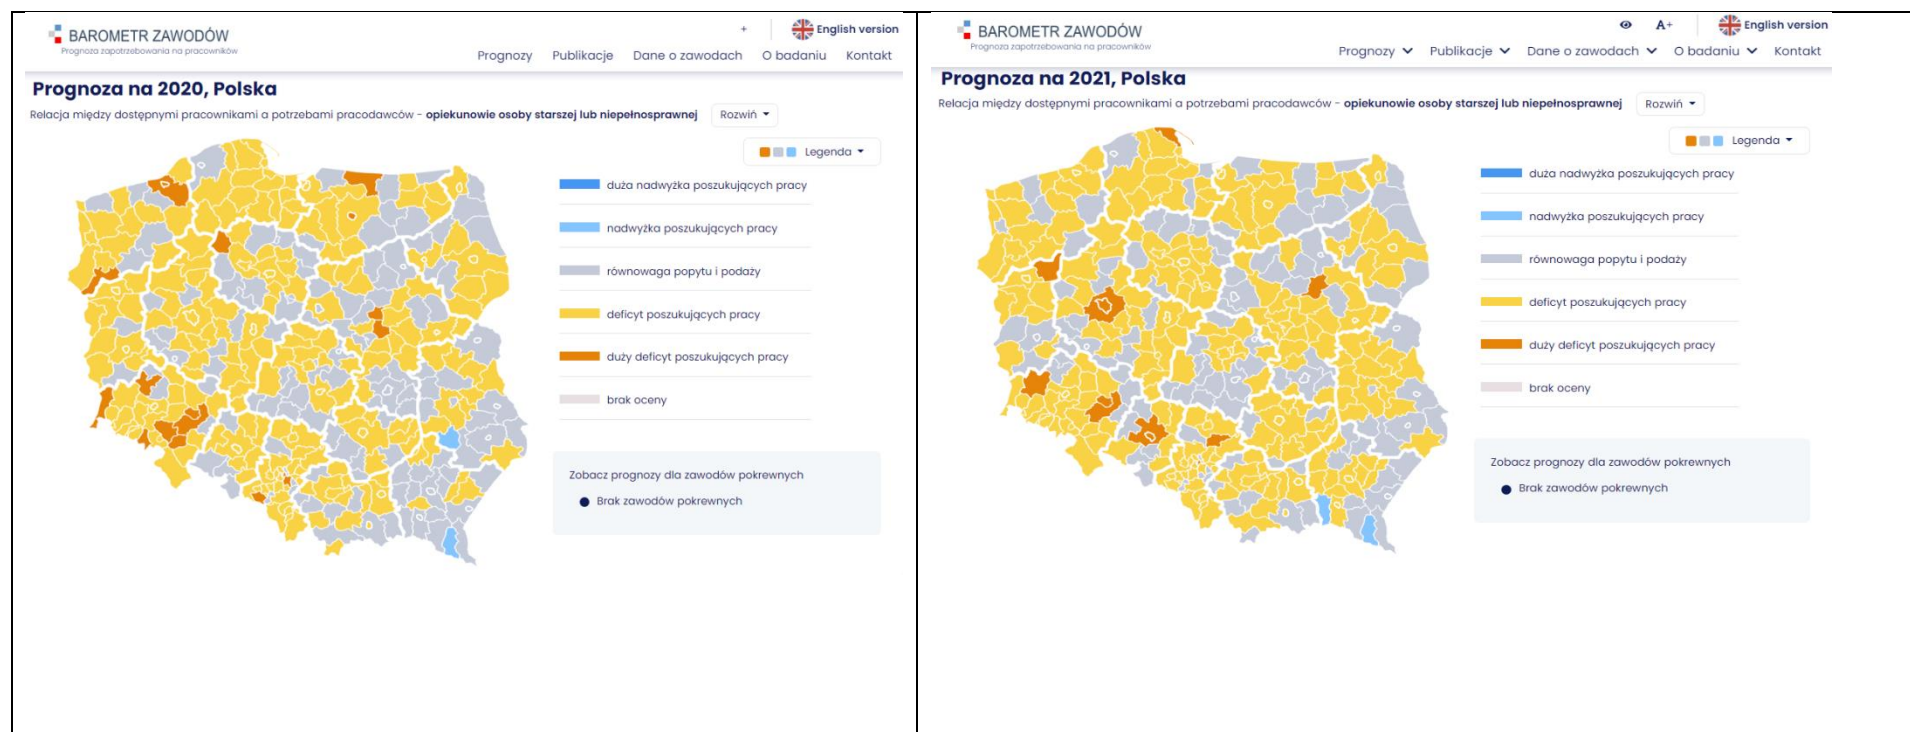 BAROMETR ZAWODÓW
Prognoza zapotrzebowania na pracowników
+
English version
Prognozy Publikacje Dane o zawodach O badaniu Kontakt
Prognoza na 2020, Polska
Relacja między dostępnymi pracownikami a potrzebami pracodawców - opiekunowie osoby starszej lub niepełnosprawnej Rozwiń
Legenda
duża nadwyżka poszukujących pracy
nadwyżka poszukujących pracy
równowaga popytu i podaży
deficyt poszukujących pracy
duży deficyt poszukujących pracy
brak oceny
Zobacz prognozy dla zawodów pokrewnych
Brak zawodów pokrewnych
BAROMETR ZAWODÓW
Prognoza zapotrzebowania na pracowników
A+ English version
Prognozy Publikacje Dane o zawodach O badaniu Kontakt
Prognoza na 2021, Polska
Relacja między dostępnymi pracownikami a potrzebami pracodawców - opiekunowie osoby starszej lub niepełnosprawnej Rozwiń
Legenda
duża nadwyżka poszukujących pracy
nadwyżka poszukujących pracy
równowaga popytu i podaży
deficyt poszukujących pracy
duży deficyt poszukujących pracy
brak oceny
Zobacz prognozy dla zawodów pokrewnych
Brak zawodów pokrewnych